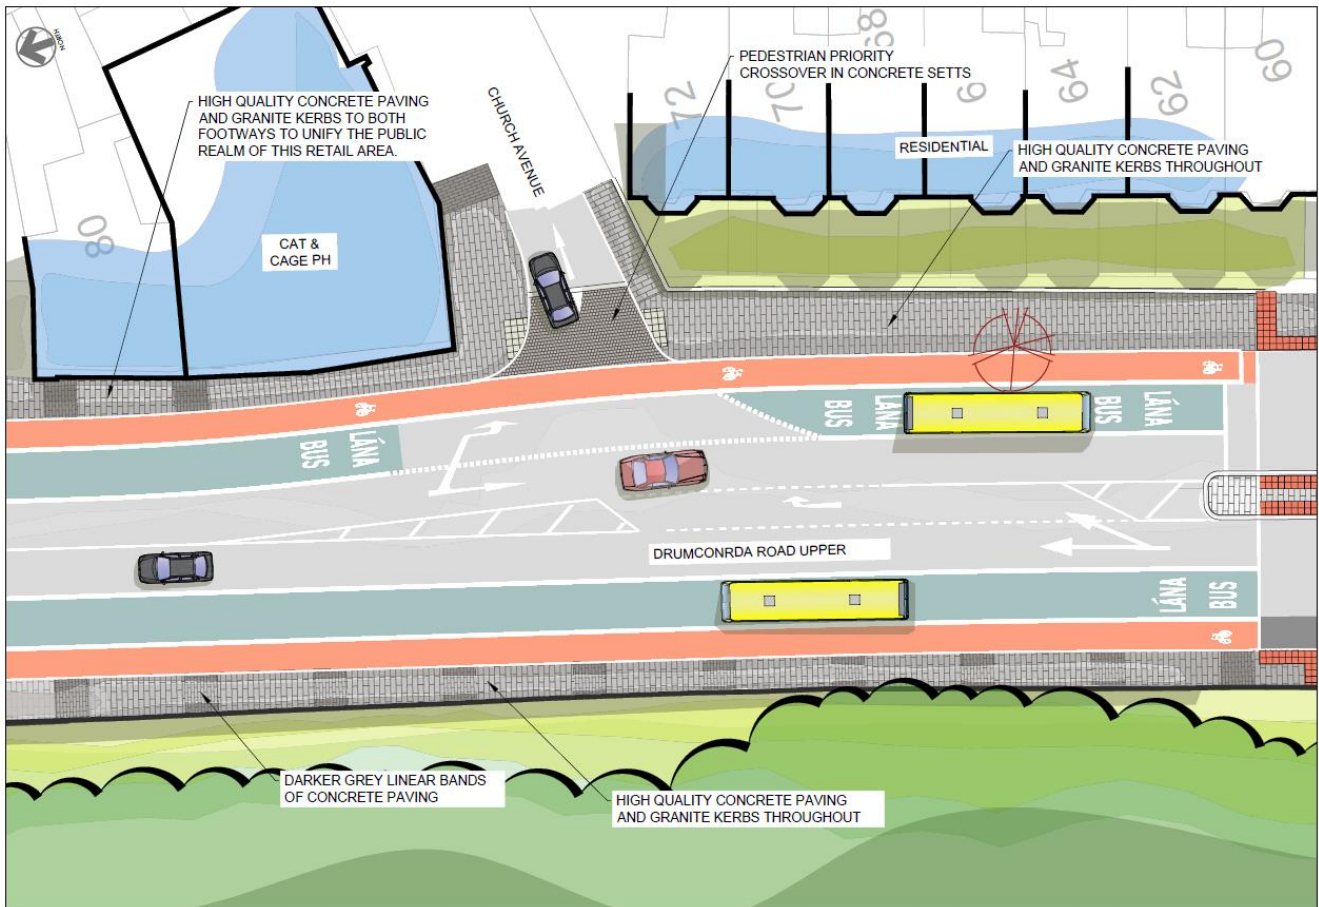 NORTH
HIGH QUALITY CONCRETE PAVING
AND GRANITE KERBS TO BOTH
FOOTWAYS TO UNIFY THE PUBLIC
REALM OF THIS RETAIL AREA.
CHURCH AVENUE
PEDESTRIAN PRIORITY
CROSSOVER IN CONCRETE SETTS
72
70
68
64
62
60
RESIDENTIAL
HIGH QUALITY CONCRETE PAVING
AND GRANITE KERBS THROUGHOUT
80
CAT &
CAGE PH
LÁNA
BUS
LÁNA
BUS
LÁNA
BUS
DRUMCONRDA ROAD UPPER
LÁNA
BUS
DARKER GREY LINEAR BANDS
OF CONCRETE PAVING
HIGH QUALITY CONCRETE PAVING
AND GRANITE KERBS THROUGHOUT